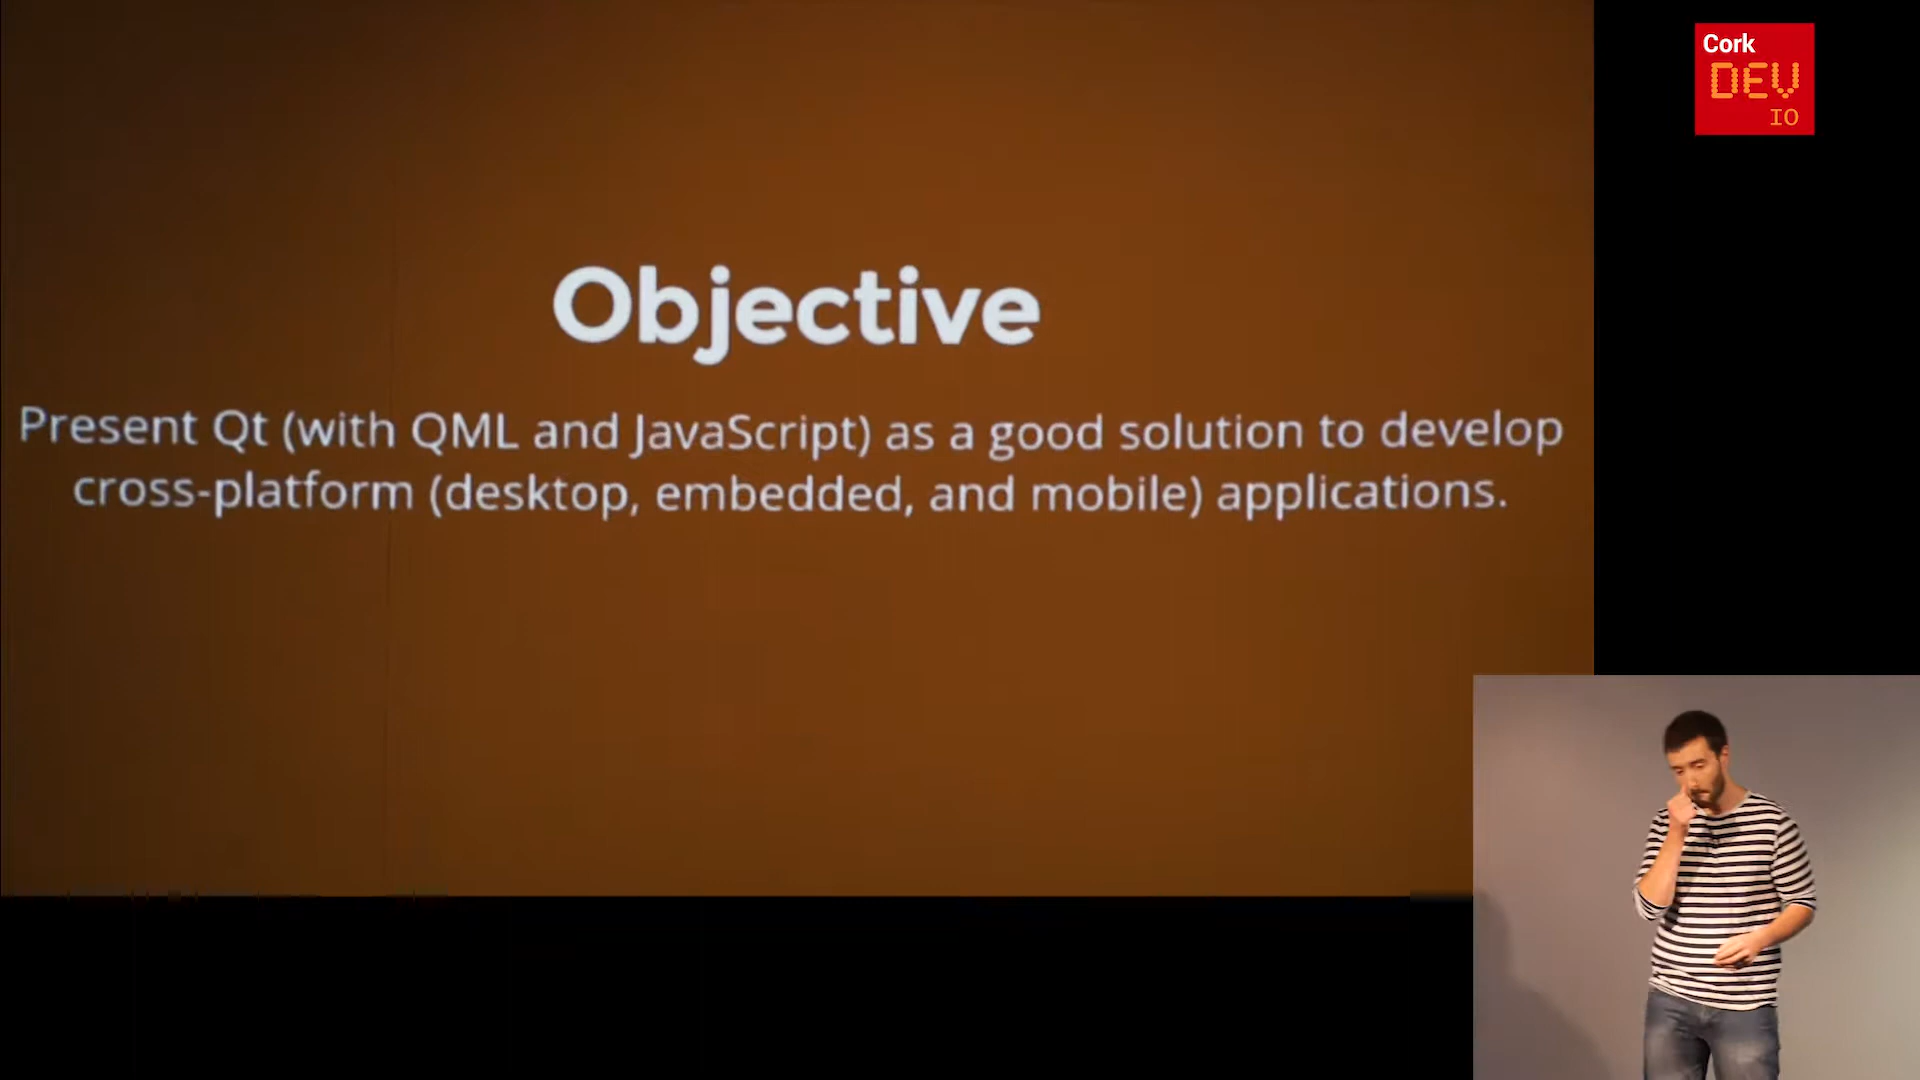 Cork
DEV
IO
Objective
Present Qt (with QML and JavaScript) as a good solution to develop
cross-platform (desktop, embedded, and mobile) applications.